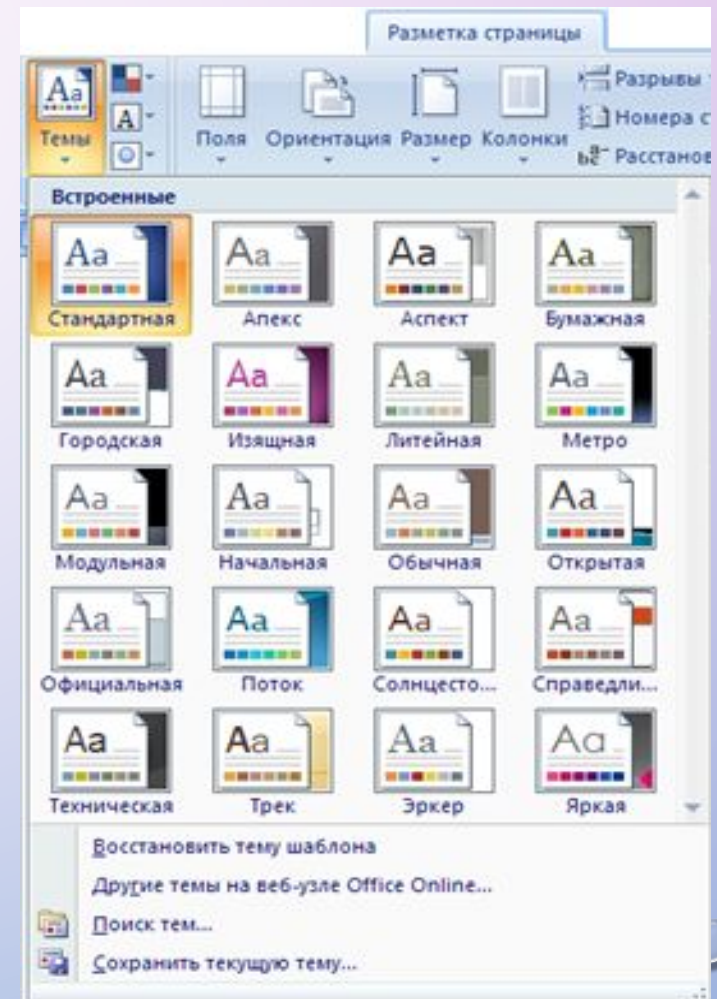 Разметка страницы
Aa
Разрывы
A
Номера с
Темы Поля Ориентация Размер Колонки
bc Расстанов
Встроенные
Aa Aa Aa Aa
Стандартная Апекс Аспект Бумажная
Aa Aa Aa Aa
Городская Изящная Литейная Метро
Aa Aa Aa Aa
Модульная Начальная Обычная Открытая
Aa Aa Aa Aa
Официальная Поток Солнцесто... Справедли...
Aa Aa Aa Aa
Техническая Трек Эркер Яркая
Восстановить тему шаблона
Другие темы на веб-узле Office Online...
Поиск тем...
Сохранить текущую тему...